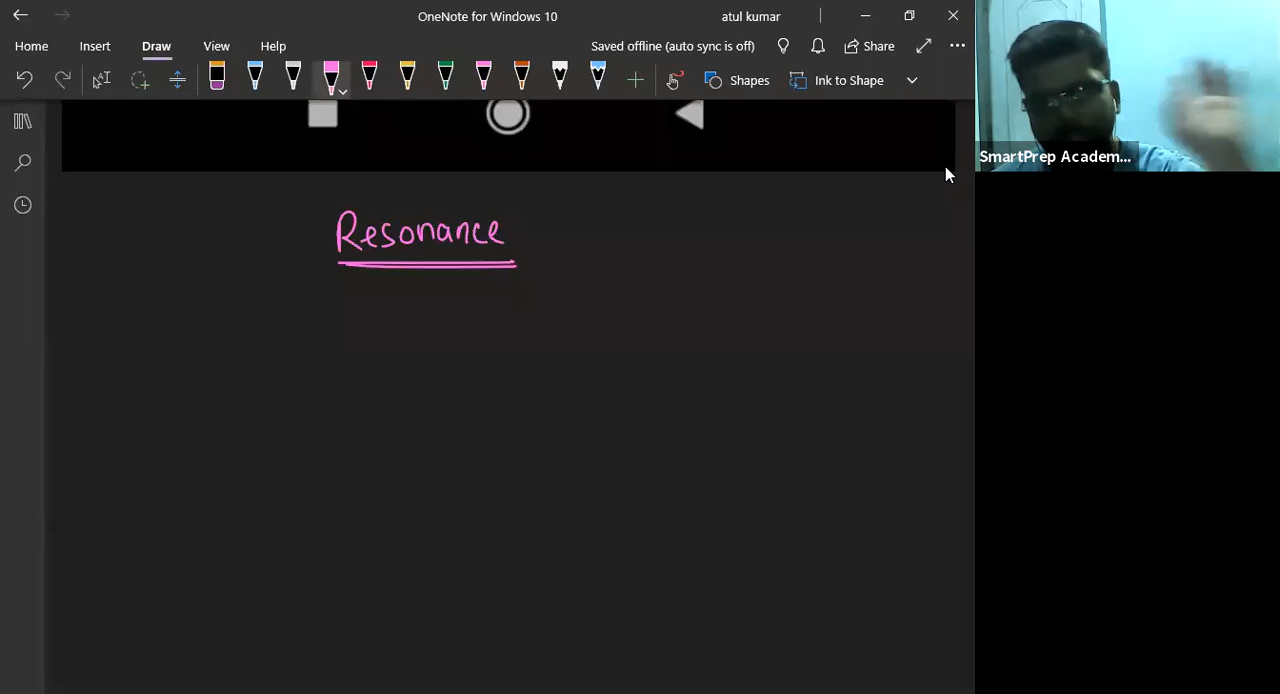 OneNote for Windows 10
atul kumar
Home Insert Draw View Help
Saved offline (auto sync is off)
Share
Shapes
Ink to Shape
SmartPrep Academ...
Resonance